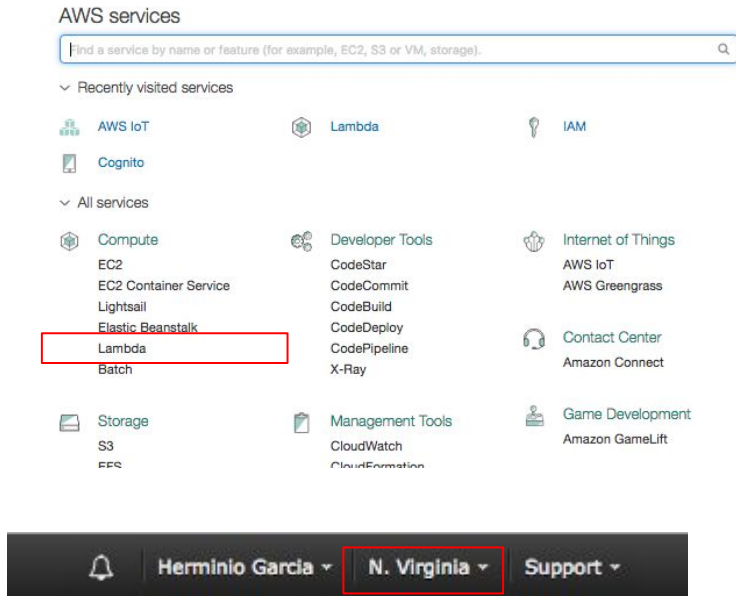 AWS services
Find a service by name or feature (for example, EC2, S3 or VM, storage).
Recently visited services
AWS IoT
Lambda
IAM
Cognito
All services
Compute
EC2
EC2 Container Service
Lightsail
Elastic Beanstalk
Lambda
Batch
Developer Tools
CodeStar
CodeCommit
CodeBuild
CodeDeploy
CodePipeline
X-Ray
Internet of Things
AWS IoT
AWS Greengrass
Contact Center
Amazon Connect
Storage
S3
EFS
Management Tools
CloudWatch
CloudFormation
Game Development
Amazon GameLift
Herminio Garcia
N. Virginia
Support